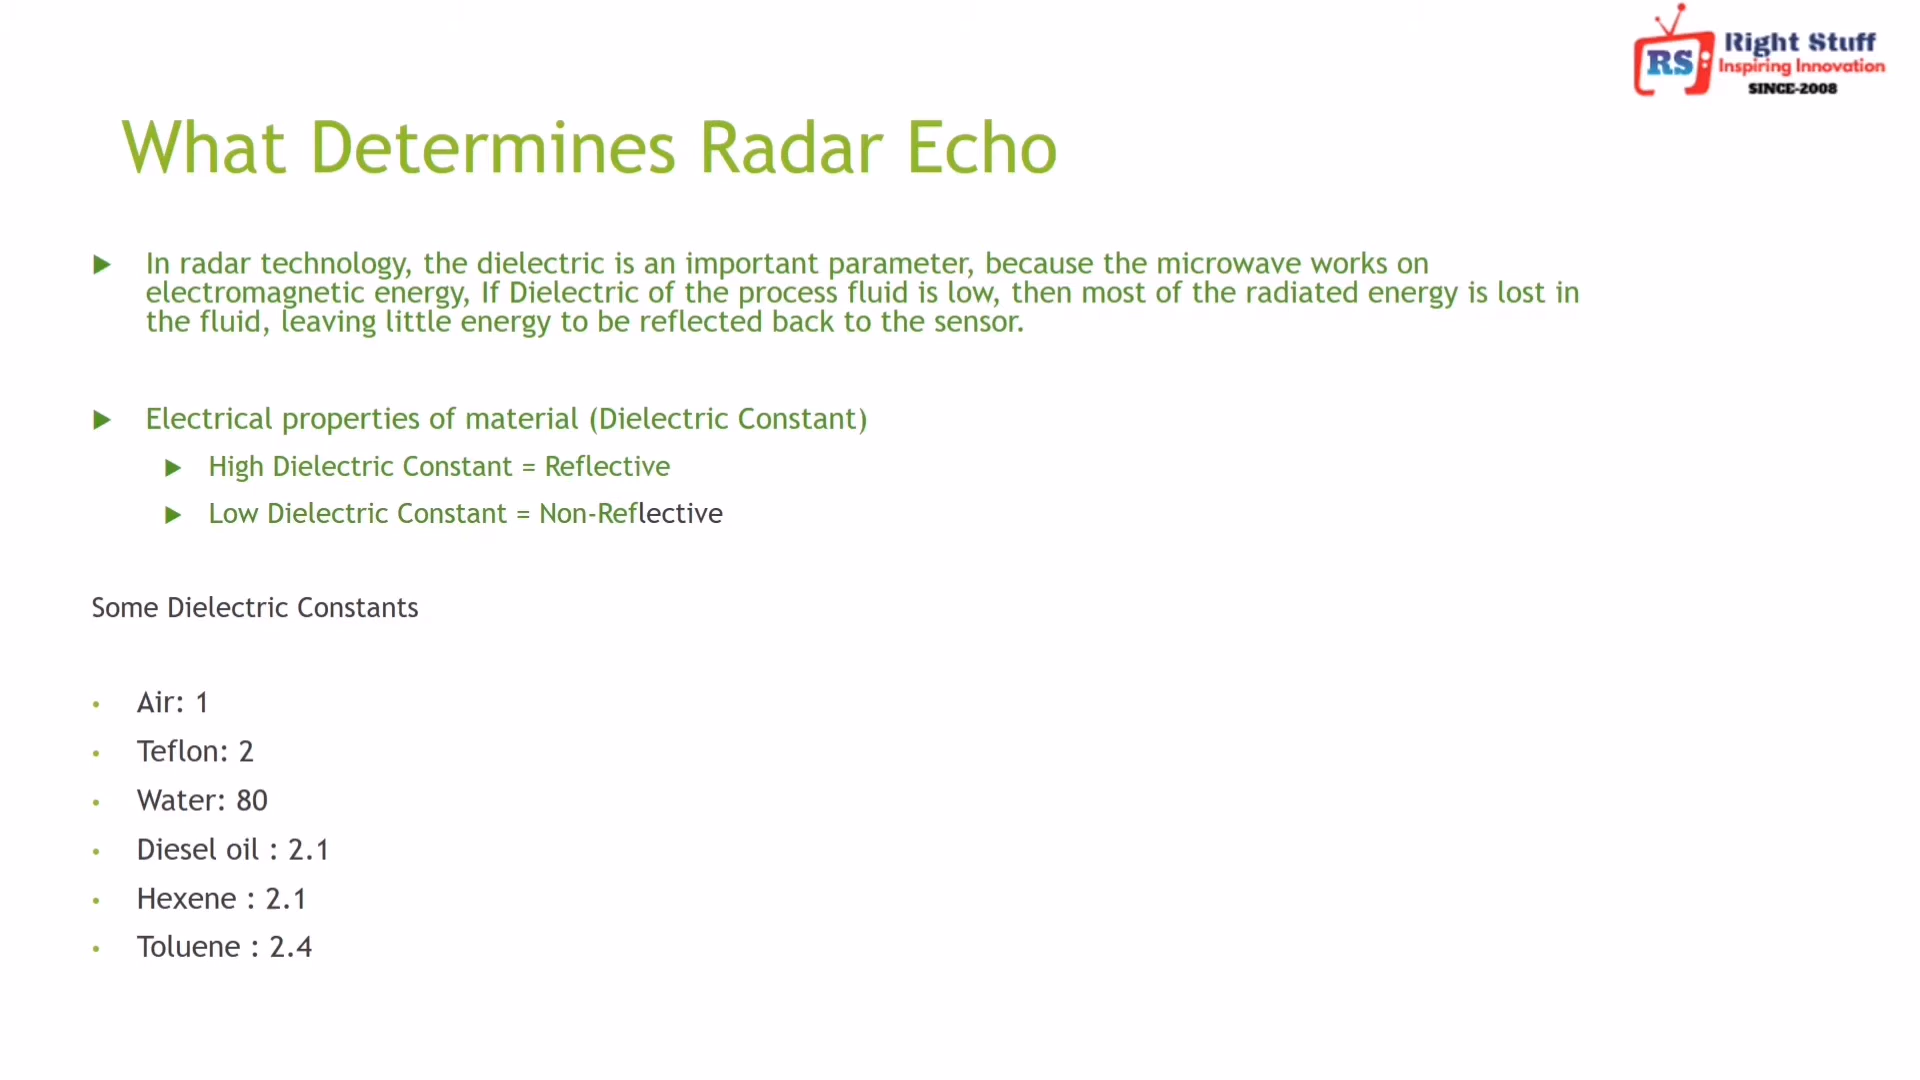 RS Right Stuff
Inspiring Innovation
SINCE-2008
What Determines Radar Echo
In radar technology, the dielectric is an important parameter, because the microwave works on
electromagnetic energy, If Dielectric of the process fluid is low, then most of the radiated energy is lost in
the fluid, leaving little energy to be reflected back to the sensor.
Electrical properties of material (Dielectric Constant)
High Dielectric Constant = Reflective
Low Dielectric Constant = Non-Reflective
Some Dielectric Constants
• Air: 1
• Teflon: 2
• Water: 80
• Diesel oil : 2.1
• Hexene : 2.1
• Toluene : 2.4